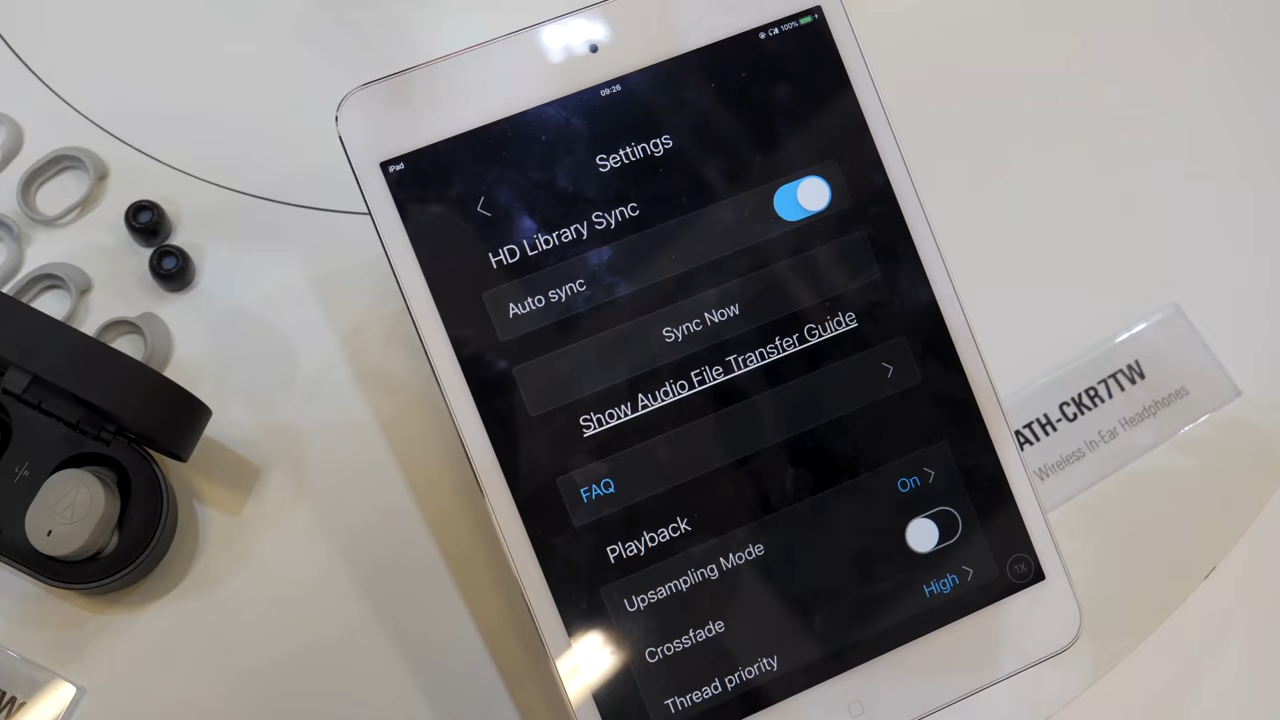 iPad
09:26
100%
Settings
HD Library Sync
Auto sync
Sync Now
Show Audio File Transfer Guide
FAQ
Playback
Upsampling Mode
On
Crossfade
Thread priority
High
1X
ATH-CKR7TW
Wireless In-Ear Headphones
L/R